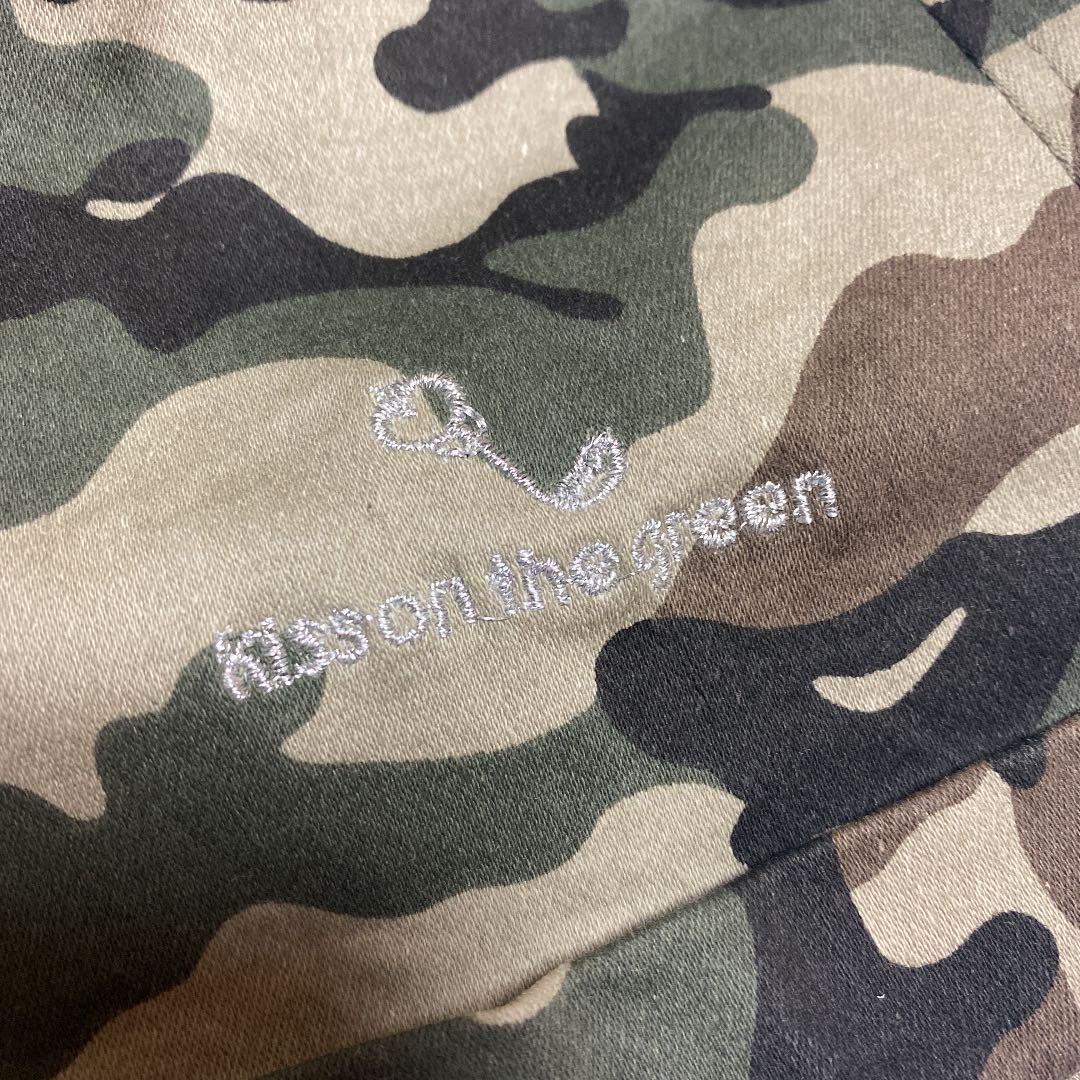 kiss on the green